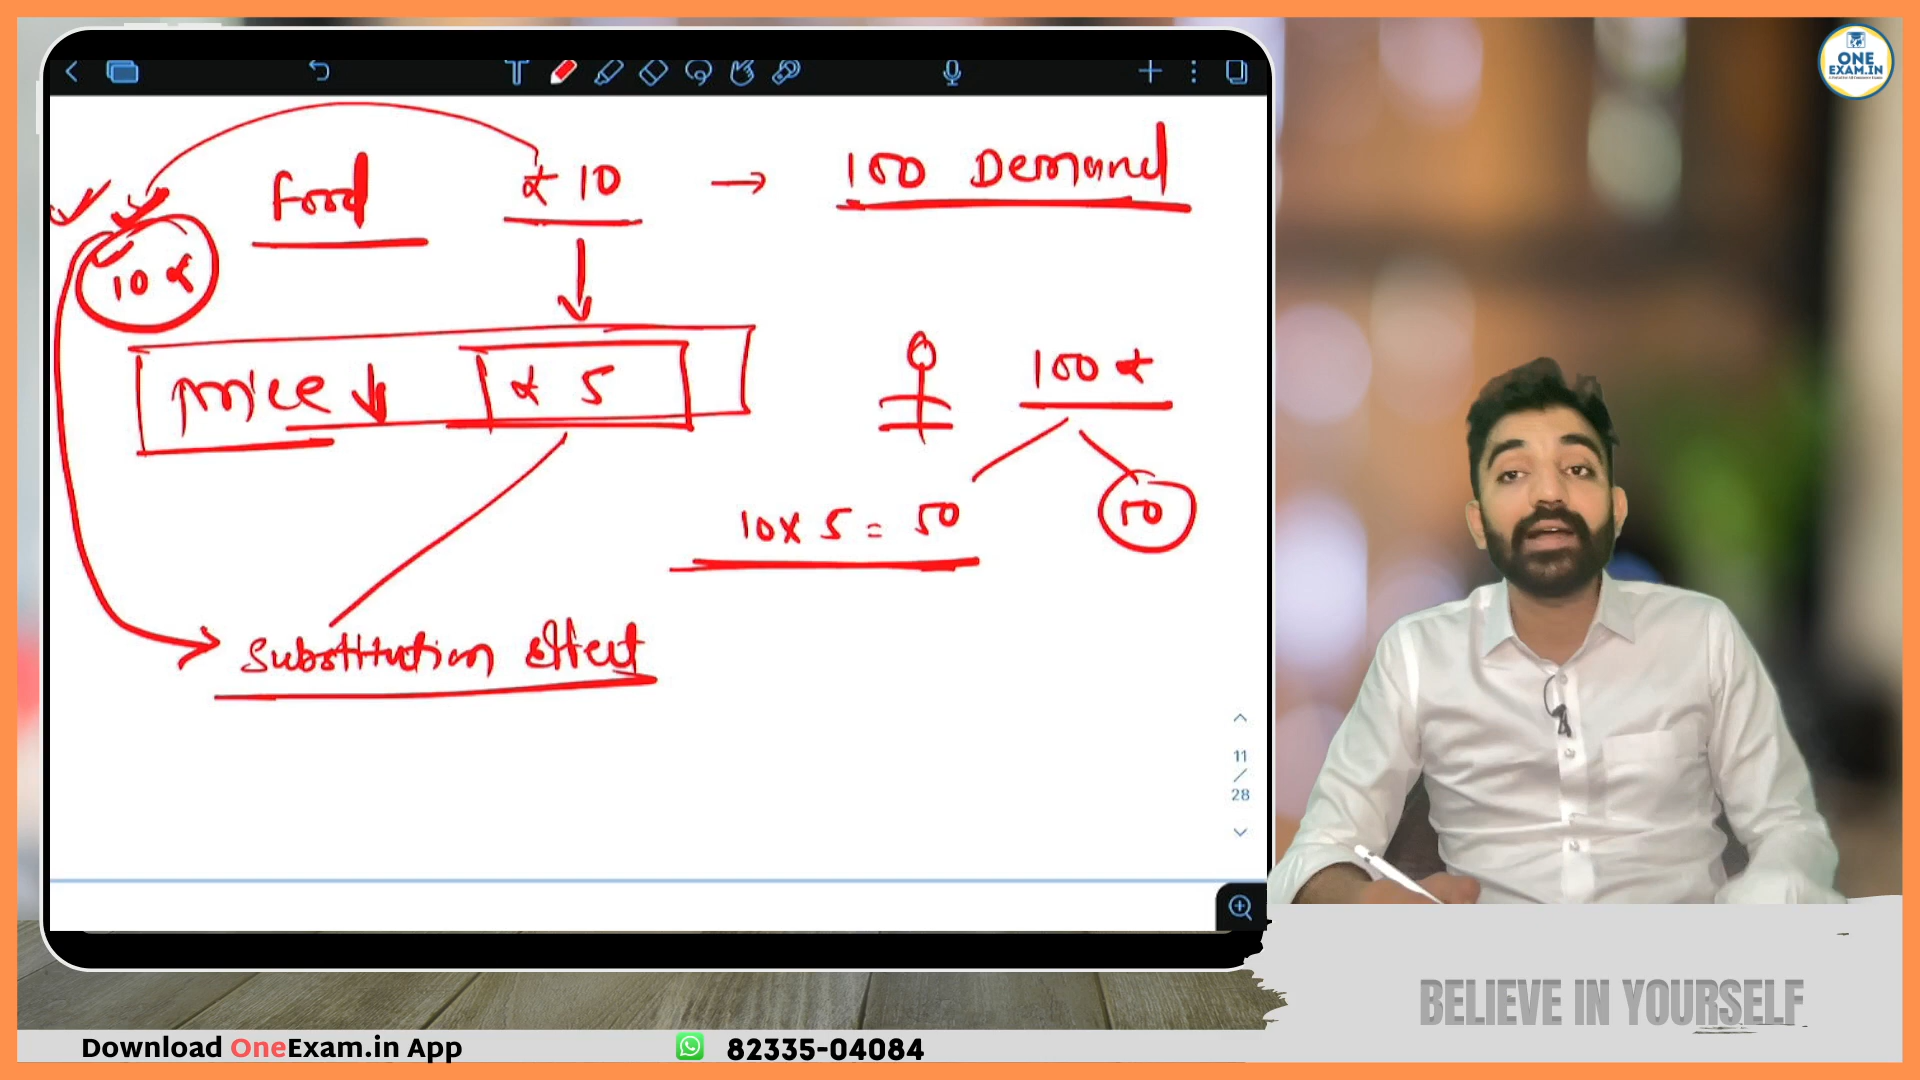 ONE
EXAM.IN
Food ₹ 10 → 100 Demand
10 ₹
Price ↓ ₹ 5
100 ₹
10 x 5 = 50
50
Substitution effect
11
/
28
BELIEVE IN YOURSELF
Download OneExam.in App
82335-04084